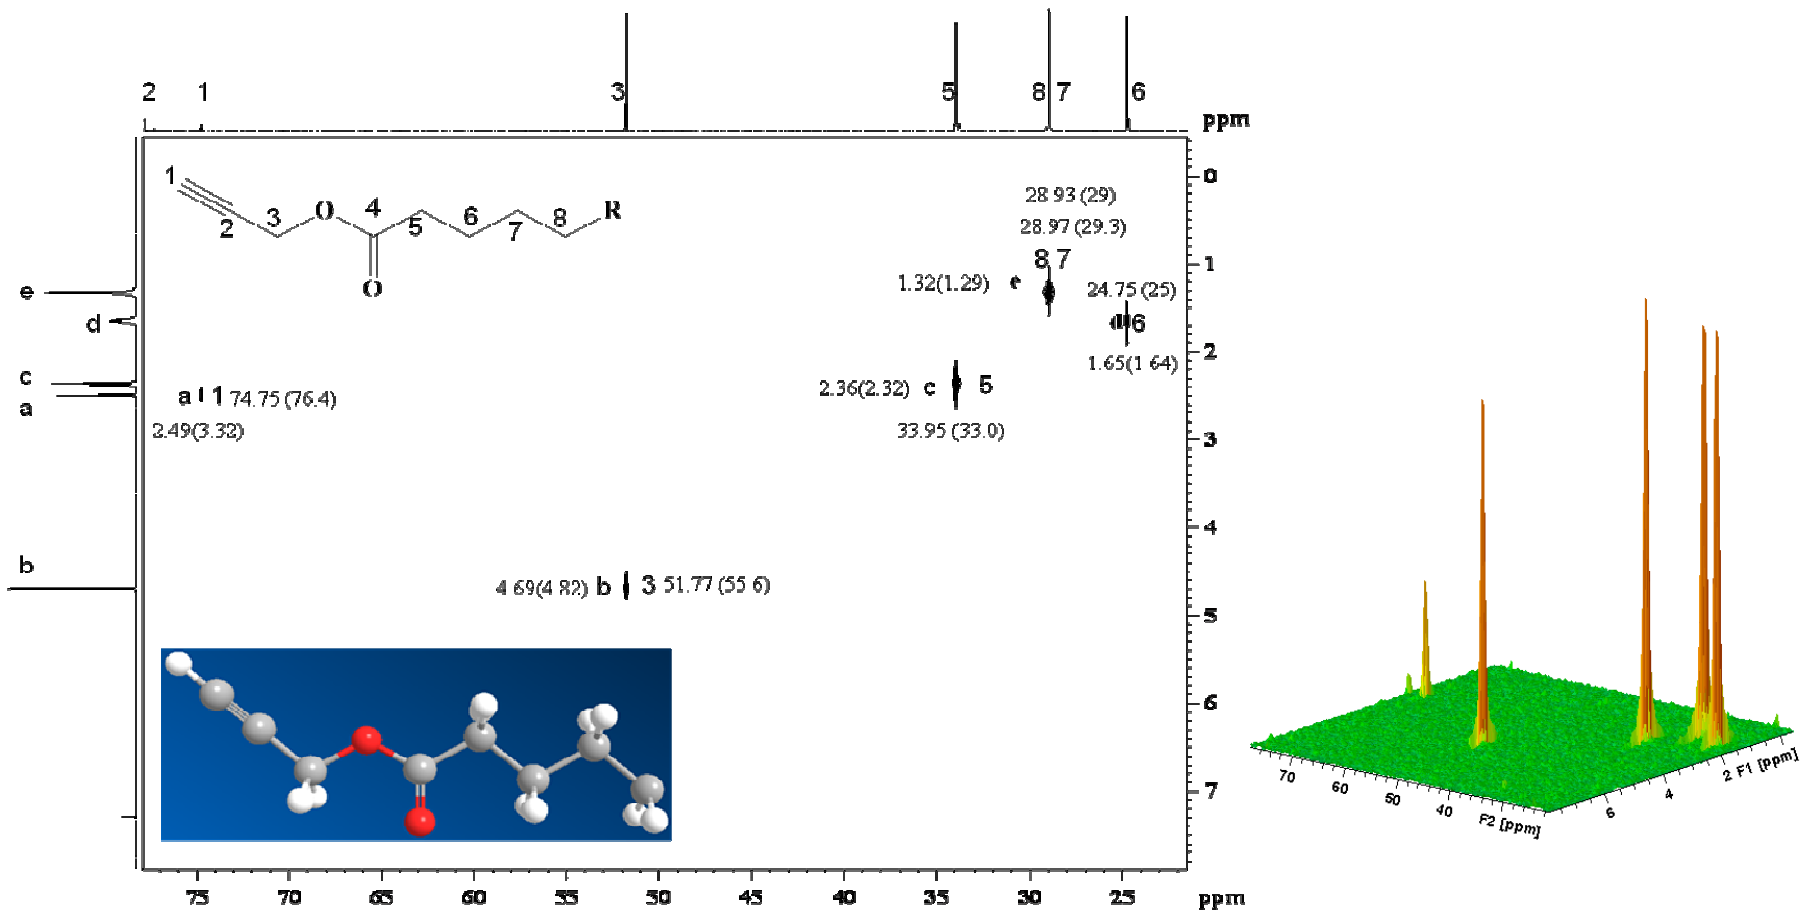 2 1 3 5 8 7 6
ppm
1 2 3 O 4 5 6 7 8 R
O
28 93 (29)
28.97 (29.3)
8 7
1.32(1.29) e
24.75 (25)
6
1.65(1 64)
2.36(2.32) c 5
33.95 (33.0)
a 1 74.75 (76.4)
2.49(3.32)
4 69(4 82) b 3 51.77 (55 6)
e
d
c
a
b
0
1
2
3
4
5
6
7
75 70 65 60 55 50 45 40 35 30 25 ppm
70 60 50 40 F2 [ppm]
6 4 2 F1 [ppm]